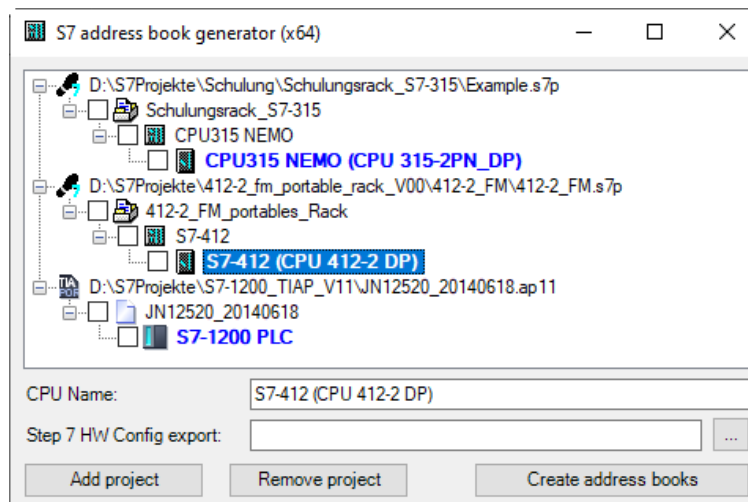 S7 address book generator (x64)
D:\S7Projekte\Schulung\Schulungsrack_S7-315\Example.s7p
Schulungsrack_S7-315
CPU315 NEMO
CPU315 NEMO (CPU 315-2PN_DP)
D:\S7Projekte\412-2_fm_portable_rack_V00\412-2_FM\412-2_FM.s7p
412-2_FM_portables_Rack
S7-412
S7-412 (CPU 412-2 DP)
D:\S7Projekte\S7-1200_TIAP_V11\JN12520_20140618.ap11
JN12520_20140618
S7-1200 PLC
CPU Name: S7-412 (CPU 412-2 DP)
Step 7 HW Config export: ...
Add project Remove project Create address books